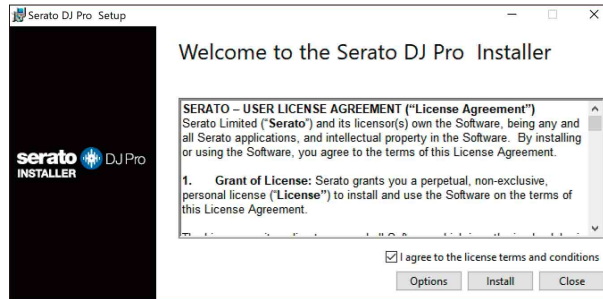 Serato DJ Pro Setup
Welcome to the Serato DJ Pro Installer
SERATO – USER LICENSE AGREEMENT ("License Agreement")
Serato Limited ("Serato") and its licensor(s) own the Software, being any and
all Serato applications, and intellectual property in the Software. By installing
or using the Software, you agree to the terms of this License Agreement.
1. Grant of License: Serato grants you a perpetual, non-exclusive,
personal license ("License") to install and use the Software on the terms of
this License Agreement.
serato DJ Pro
INSTALLER
I agree to the license terms and conditions
Options Install Close